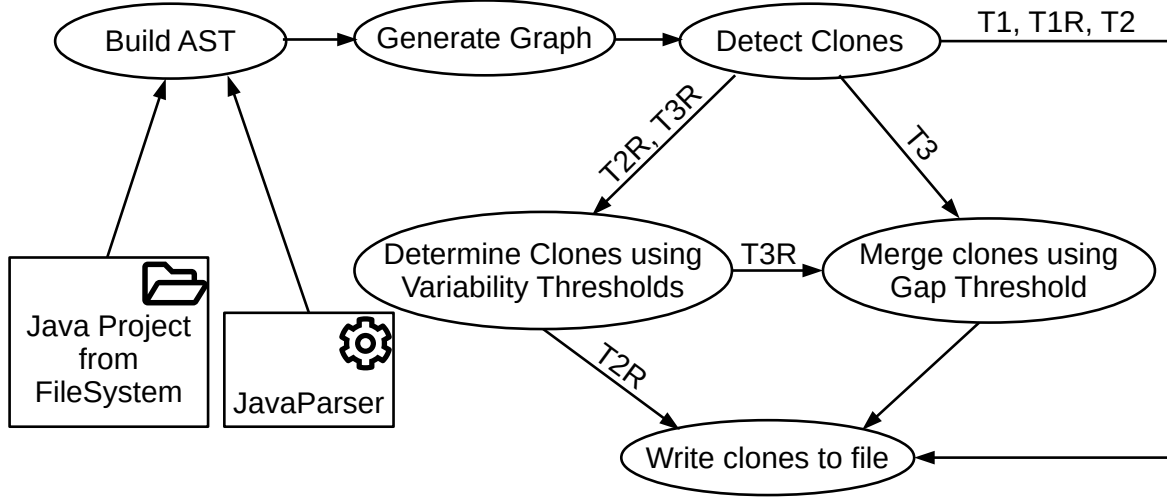 Build AST
Generate Graph
Detect Clones
T1, T1R, T2
T2R, T3R
T3
Determine Clones using
Variability Thresholds
T3R
Merge clones using
Gap Threshold
Java Project
from
FileSystem
JavaParser
T2R
Write clones to file